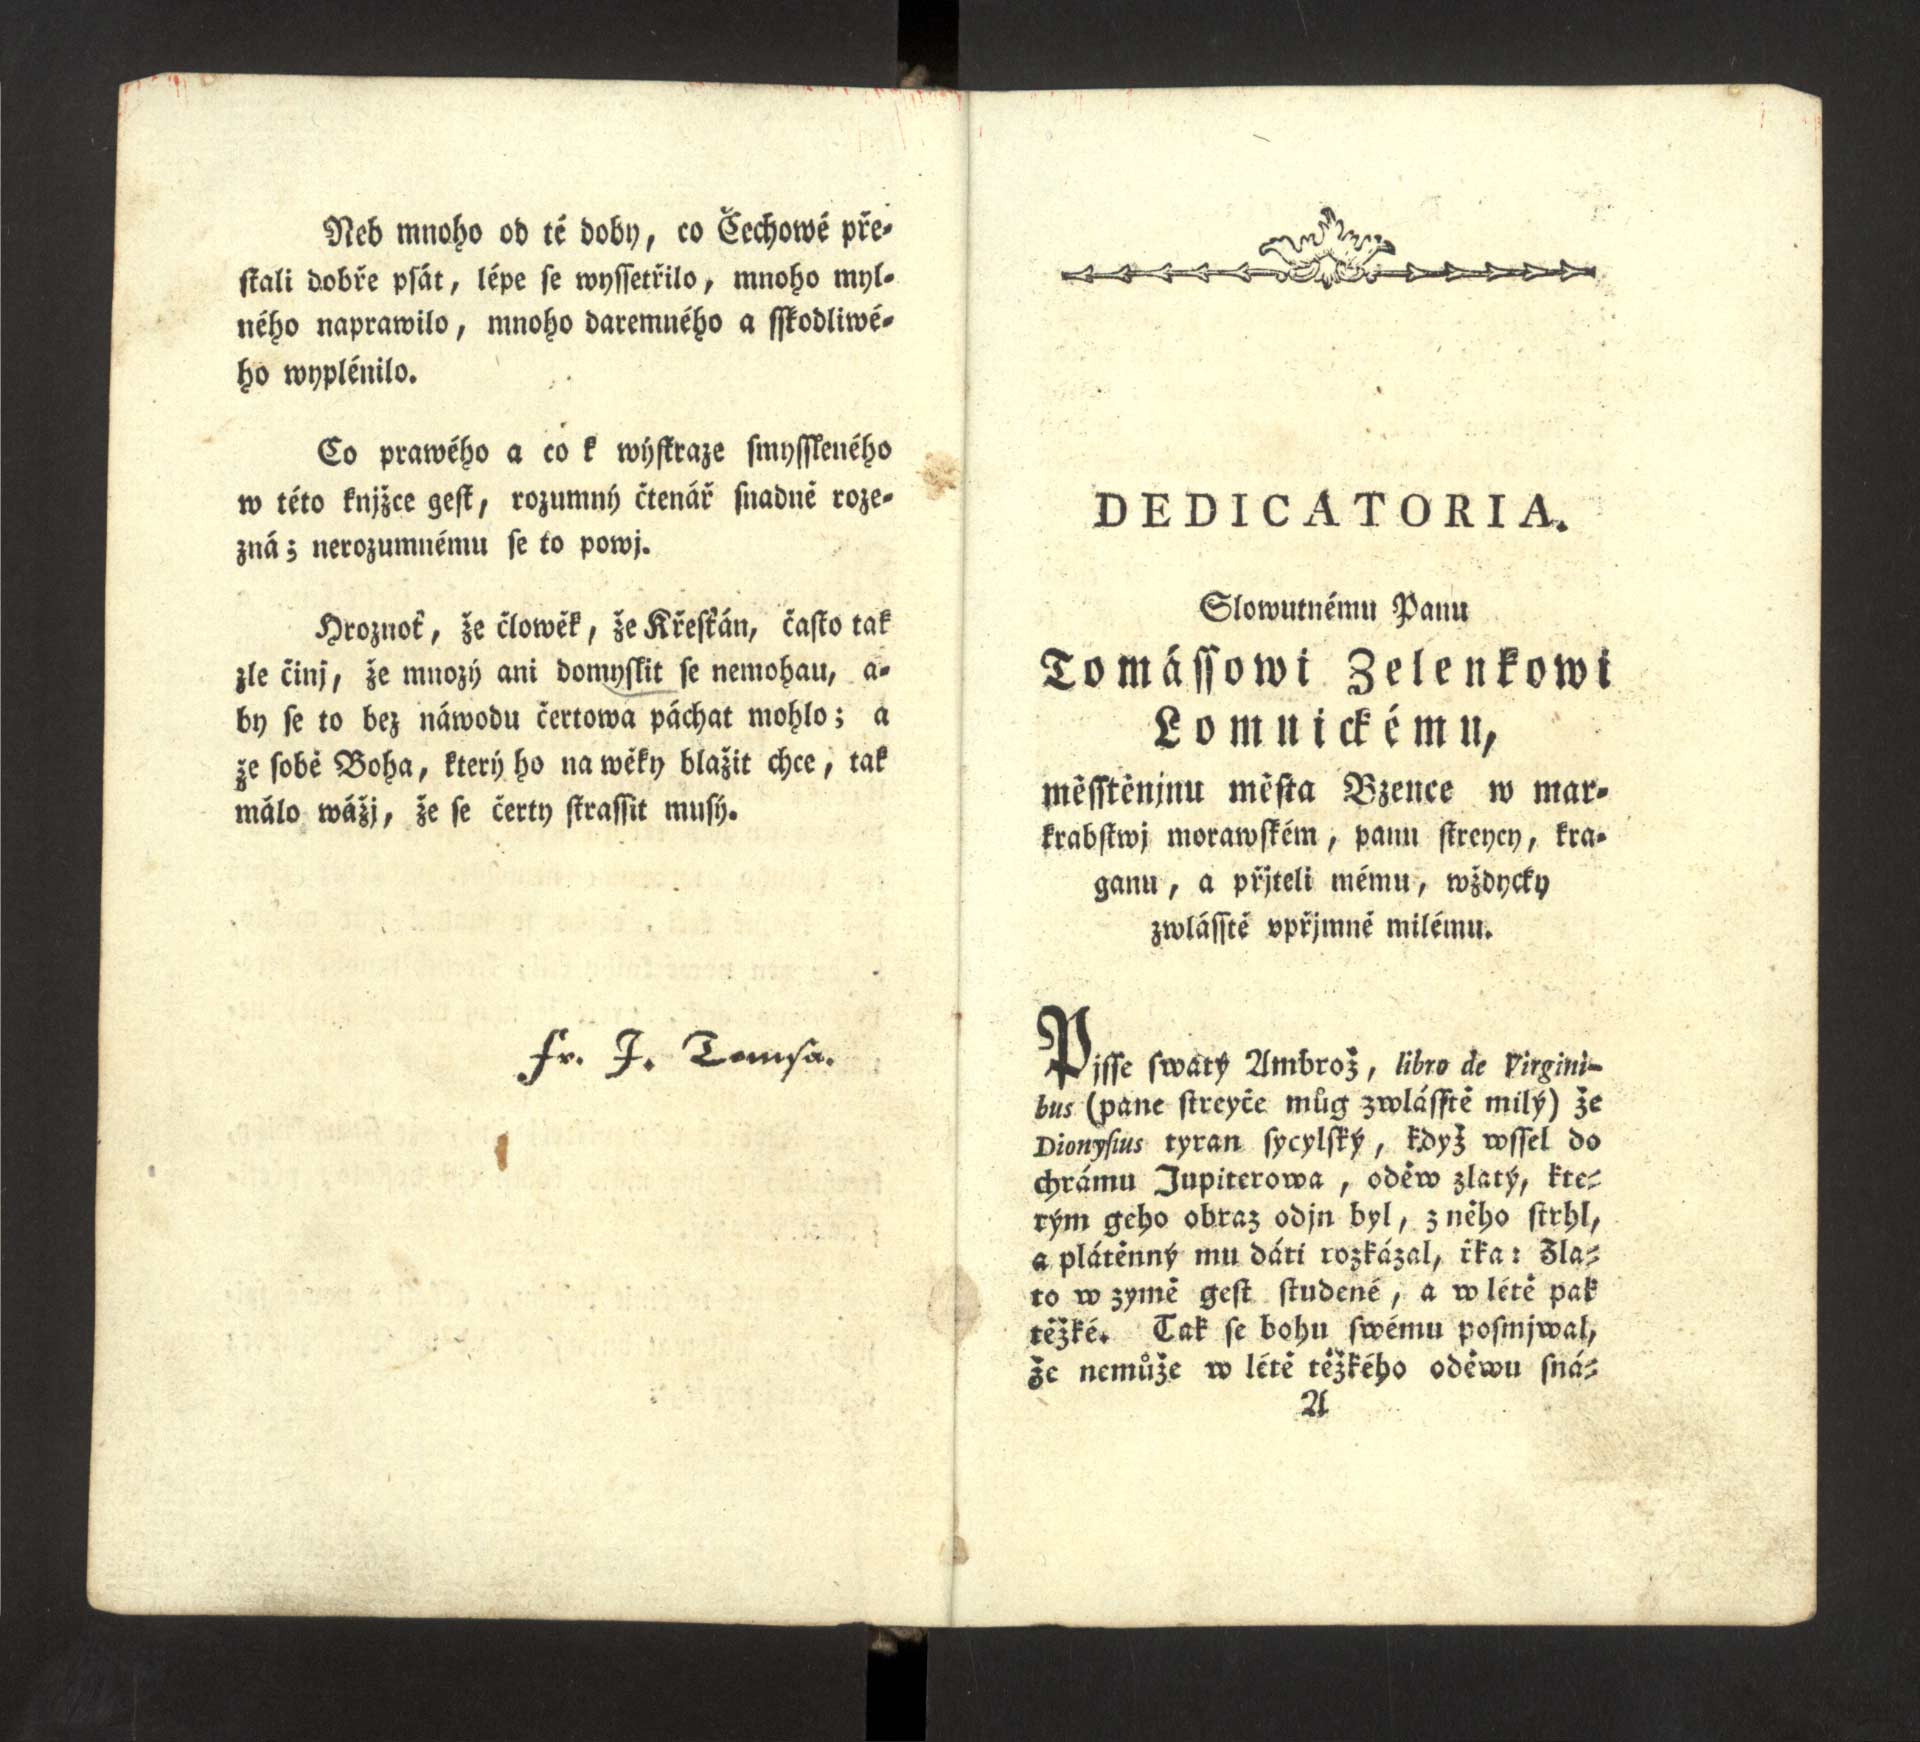 Neb mnoho od té doby, co Čechowé pře-
ſtali dobře pſát, lépe ſe wyſſetřilo, mnoho myl-
ného naprawilo, mnoho daremného a ſſkodliwé-
ho wyplénilo.
Co prawého a co k weyſtraze ſmyſſleného
w této knjžce geſt, rozumný čtenář ſnadně roze-
zná; nerozumnému ſe to powj.
Hroznoť, že člowěk, že Křeſťán, čaſto tak
zle činj, že mnozý ani domyſlit ſe nemohau, a-
by ſe to bez náwodu čertowa páchat mohlo; a
že ſobě Boha, který ho na wěky blažit chce, tak
málo wážj, že ſe čerty ſtraſſit muſý.
Fr. J. Tomſa.
DEDICATORIA.
Slowutnému Panu
Tomáſſowi Zelenkowi
Lomnickému,
měſſtěnjnu měſta Bzence w mar-
krabſtwj morawſkém, panu ſtreycy, kra-
ganu, a přjteli mému, wždycky
zwláſſtě vpřjmně milému.
Pjſſe ſwatý Ambrož, libro de Virgini-
bus (pane ſtreyče můg zwláſſtě milý) že
Dionyſius tyran ſycylſký, když wſſel do
chrámu Jupiterowa, oděw zlatý, kte-
rým geho obraz odjn byl, z něho ſtrhl,
a plátěnný mu dáti rozkázal, řka: Zla-
to w zymě geſt ſtudené, a w létě pak
těžké. Tak ſe bohu ſwému poſmjwal,
že nemůže w létě těžkého oděwu ſná-
A